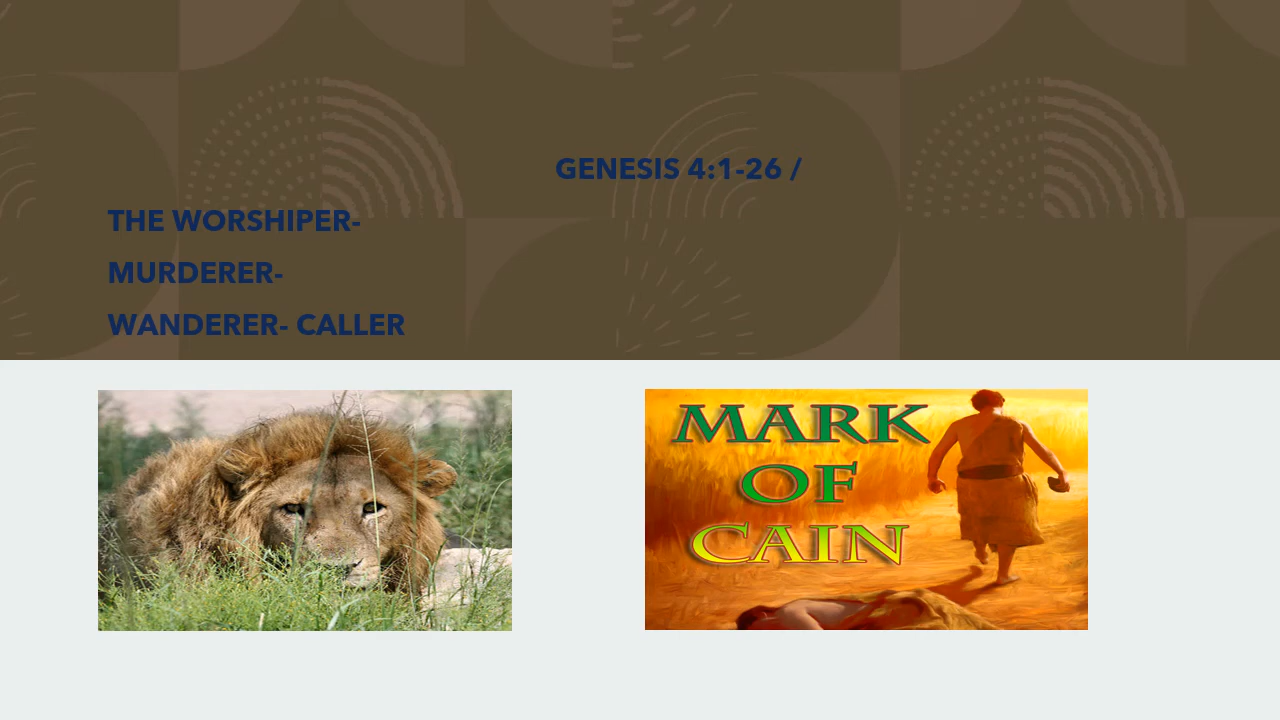 GENESIS 4:1-26 /
THE WORSHIPER-
MURDERER-
WANDERER- CALLER
MARK
OF
CAIN